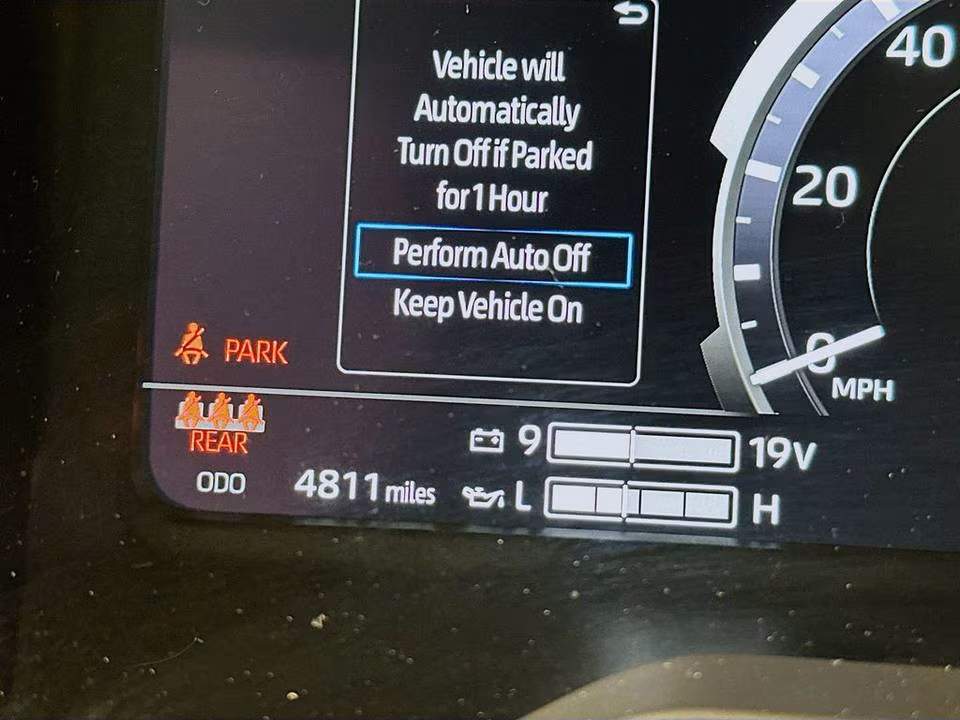 Vehicle will
Automatically
Turn Off if Parked
for 1 Hour
Perform Auto Off
Keep Vehicle On
40
20
0
MPH
PARK
REAR
9 19V
ODO 4811 miles
L H